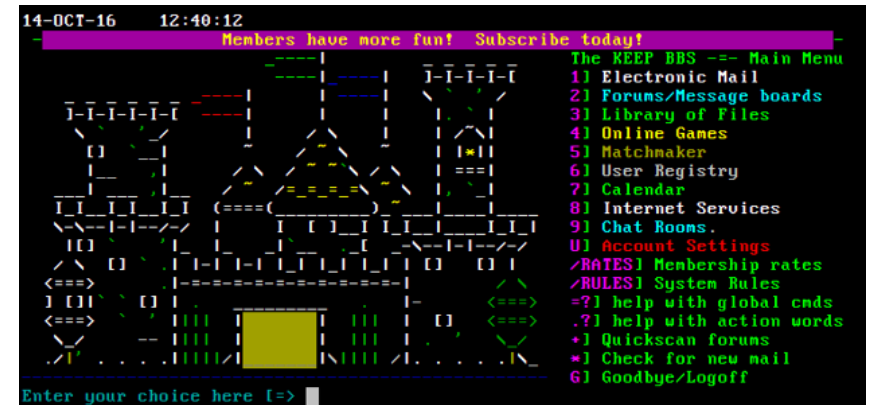 14-OCT-16 12:40:12
Members have more fun! Subscribe today!
The KEEP BBS -=- Main Menu
1] Electronic Mail
2] Forums/Message boards
3] Library of Files
4] Online Games
5] Matchmaker
6] User Registry
7] Calendar
8] Internet Services
9] Chat Rooms.
U] Account Settings
/RATES] Membership rates
/RULES] System Rules
=?] help with global cmds
.?] help with action words
+] Quickscan forums
*] Check for new mail
G] Goodbye/Logoff
Enter your choice here [=>